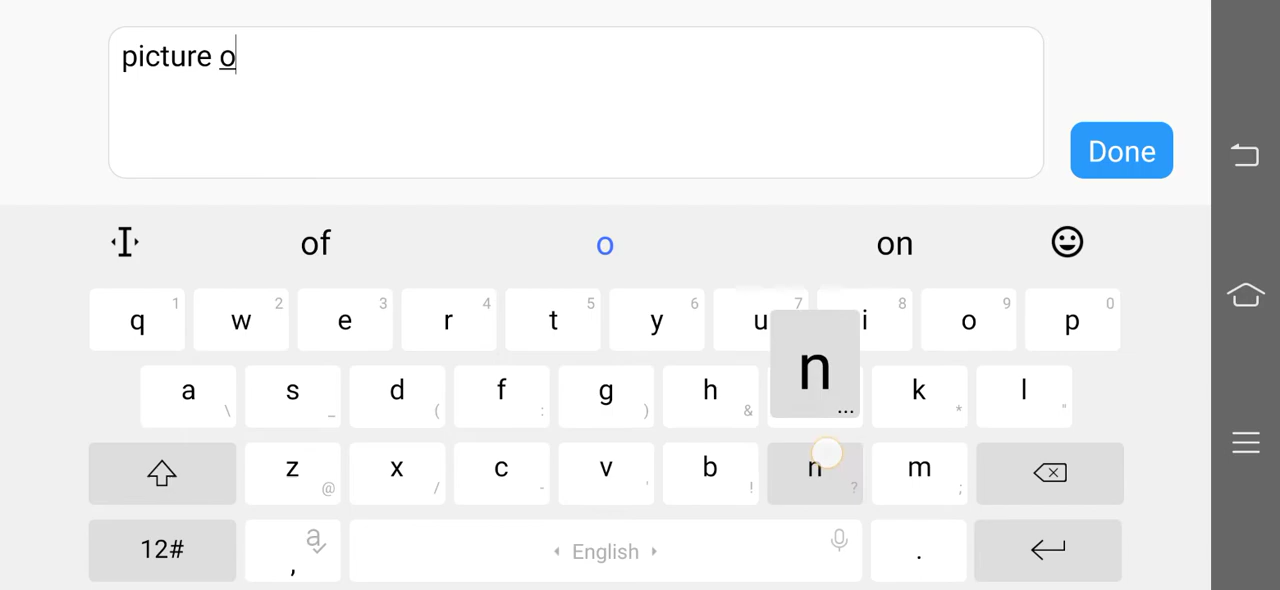 picture o
Done
of o on
q 1 w 2 e 3 r 4 t 5 y 6 u 7 i 8 o 9 p 0
n ...
a \ s _ d ( f : g ) h & k * l "
z @ x / c - v ' b ! n ? m ;
12# , a English .